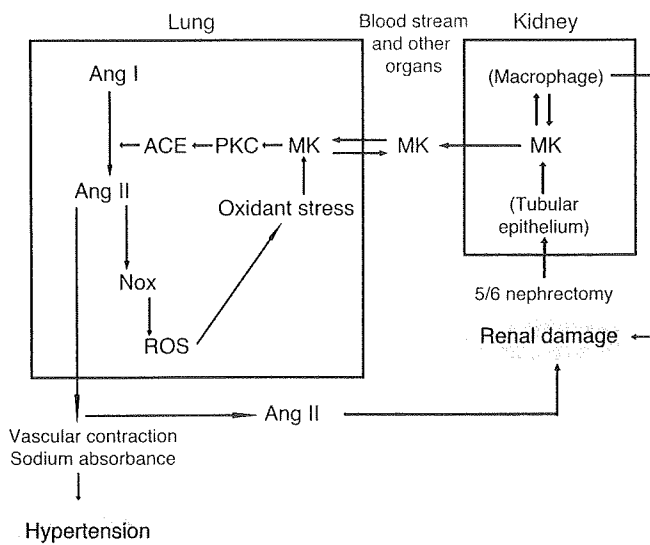 Lung
Blood stream
and other
organs
Kidney
Ang I
(Macrophage)
ACE
PKC
MK
MK
MK
Ang II
Oxidant stress
(Tubular
epithelium)
Nox
5/6 nephrectomy
ROS
Renal damage
Ang II
Vascular contraction
Sodium absorbance
Hypertension